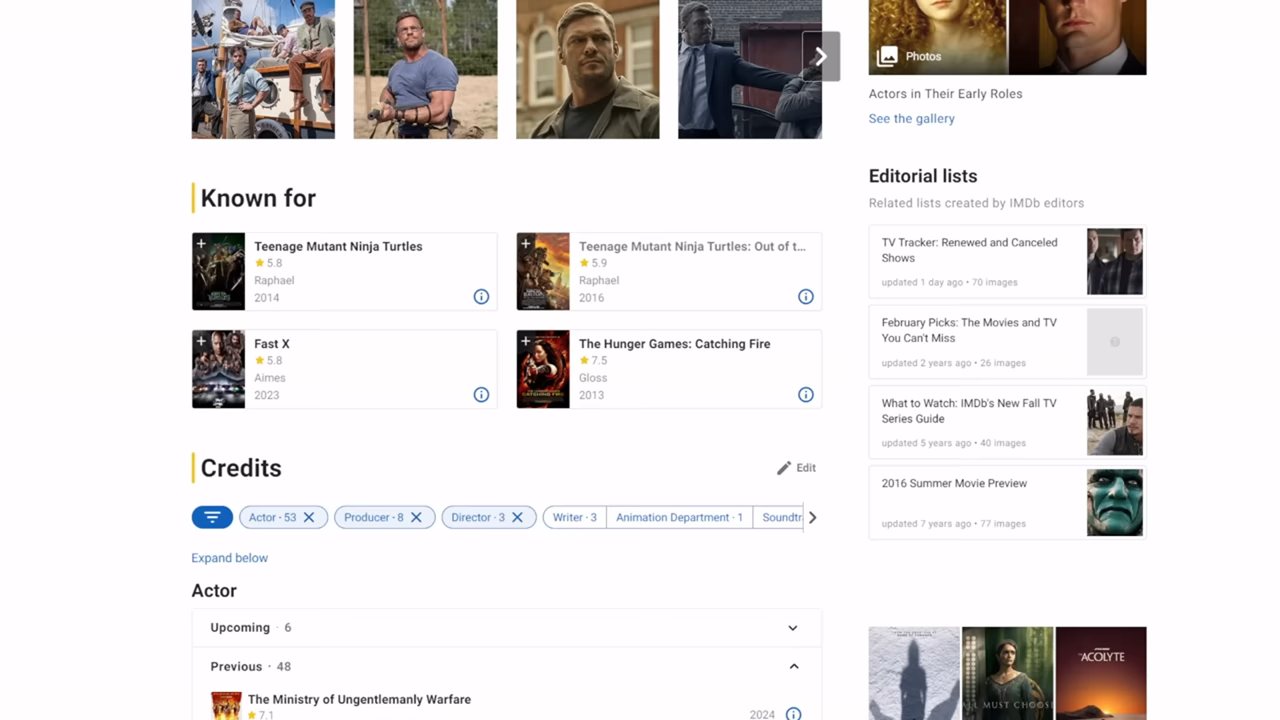 Photos
Actors in Their Early Roles
See the gallery
Known for
Teenage Mutant Ninja Turtles
5.8
Raphael
2014
Teenage Mutant Ninja Turtles: Out of t...
5.9
Raphael
2016
Fast X
5.8
Aimes
2023
The Hunger Games: Catching Fire
7.5
Gloss
2013
Credits
Edit
Actor · 53
Producer · 8
Director · 3
Writer · 3
Animation Department · 1
Soundtr
Expand below
Actor
Upcoming · 6
Previous · 48
The Ministry of Ungentlemanly Warfare
7.1
2024
Editorial lists
Related lists created by IMDb editors
TV Tracker: Renewed and Canceled
Shows
updated 1 day ago • 70 images
February Picks: The Movies and TV
You Can't Miss
updated 2 years ago • 26 images
What to Watch: IMDb's New Fall TV
Series Guide
updated 5 years ago • 40 images
2016 Summer Movie Preview
updated 7 years ago • 77 images
ALL MUST CHOOSE
ACOLYTE